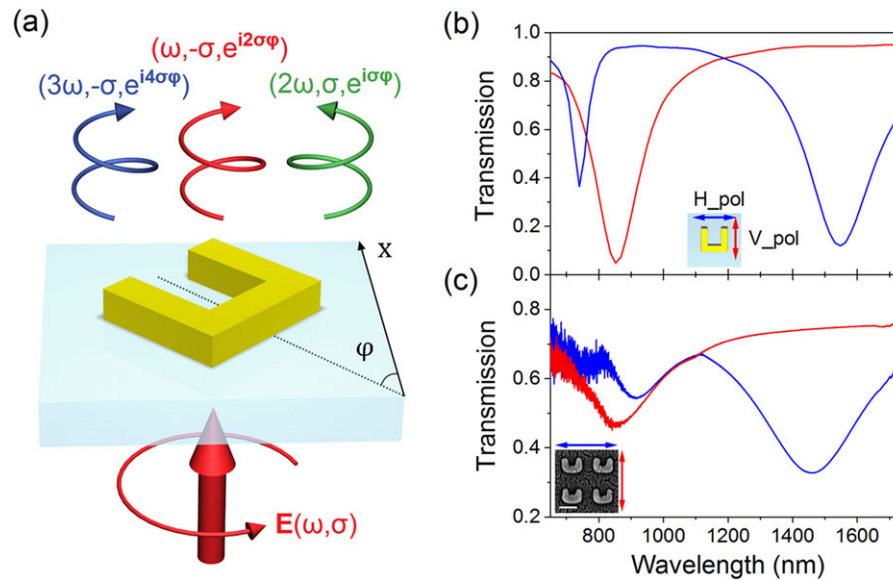 (a)
(ω,-σ,e^i2σφ)
(3ω,-σ,e^i4σφ)
(2ω,σ,e^iσφ)
x
φ
E(ω,σ)
(b)
Transmission
1.0
0.8
0.6
0.4
0.2
0.0
H_pol
V_pol
(c)
Transmission
0.8
0.6
0.4
0.2
800 1000 1200 1400 1600
Wavelength (nm)